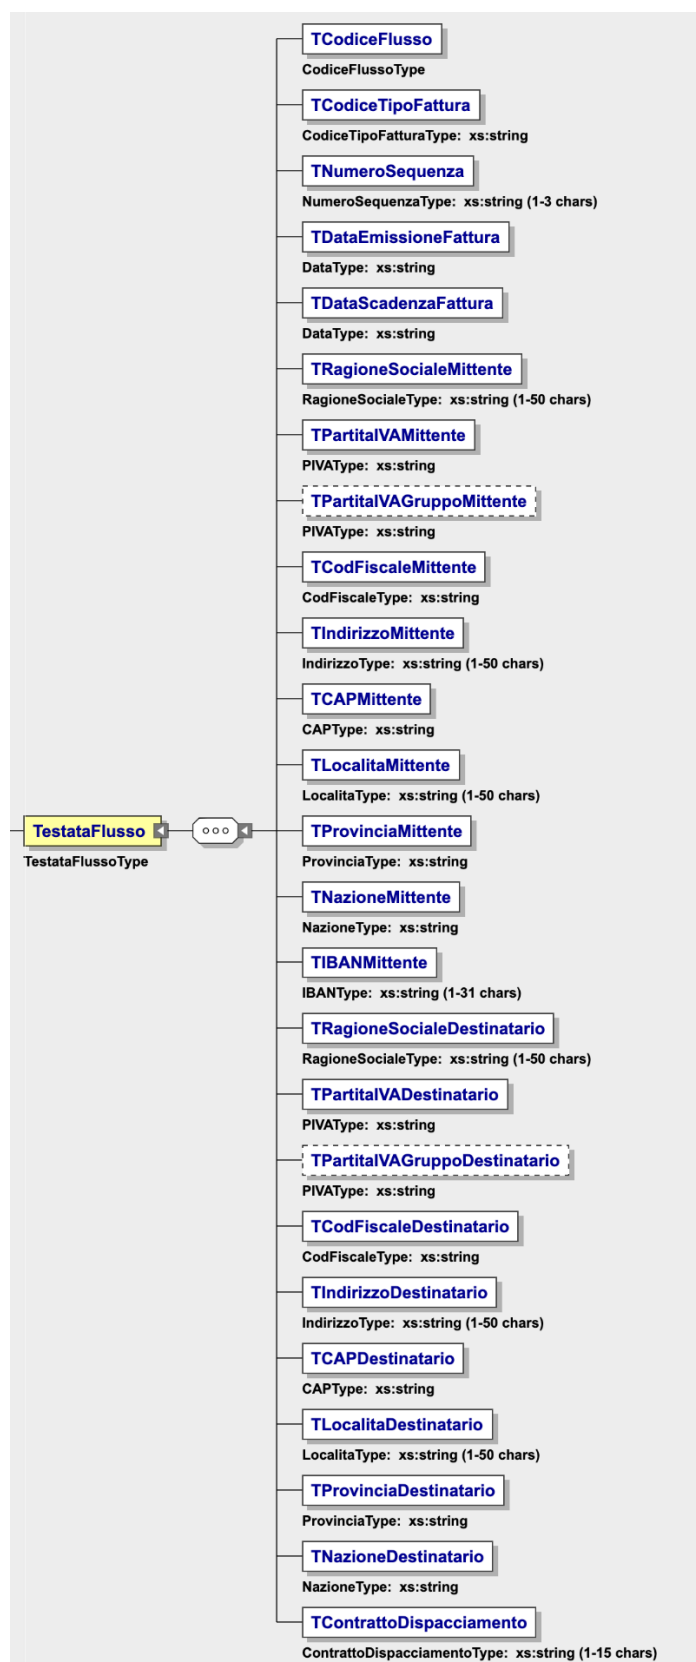 TCodiceFlusso
CodiceFlussoType
TCodiceTipoFattura
CodiceTipoFatturaType: xs:string
TNumeroSequenza
NumeroSequenzaType: xs:string (1-3 chars)
TDataEmissioneFattura
DataType: xs:string
TDataScadenzaFattura
DataType: xs:string
TRagioneSocialeMittente
RagioneSocialeType: xs:string (1-50 chars)
TPartitaIVAMittente
PIVAType: xs:string
TPartitaIVAGruppoMittente
PIVAType: xs:string
TCodFiscaleMittente
CodFiscaleType: xs:string
TIndirizzoMittente
IndirizzoType: xs:string (1-50 chars)
TCAPMittente
CAPType: xs:string
TLocalitaMittente
LocalitaType: xs:string (1-50 chars)
TestataFlusso
TestataFlussoType
TProvinciaMittente
ProvinciaType: xs:string
TNazioneMittente
NazioneType: xs:string
TIBANMittente
IBANType: xs:string (1-31 chars)
TRagioneSocialeDestinatario
RagioneSocialeType: xs:string (1-50 chars)
TPartitaIVADestinatario
PIVAType: xs:string
TPartitaIVAGruppoDestinatario
PIVAType: xs:string
TCodFiscaleDestinatario
CodFiscaleType: xs:string
TIndirizzoDestinatario
IndirizzoType: xs:string (1-50 chars)
TCAPDestinatario
CAPType: xs:string
TLocalitaDestinatario
LocalitaType: xs:string (1-50 chars)
TProvinciaDestinatario
ProvinciaType: xs:string
TNazioneDestinatario
NazioneType: xs:string
TContrattoDispacciamento
ContrattoDispacciamentoType: xs:string (1-15 chars)